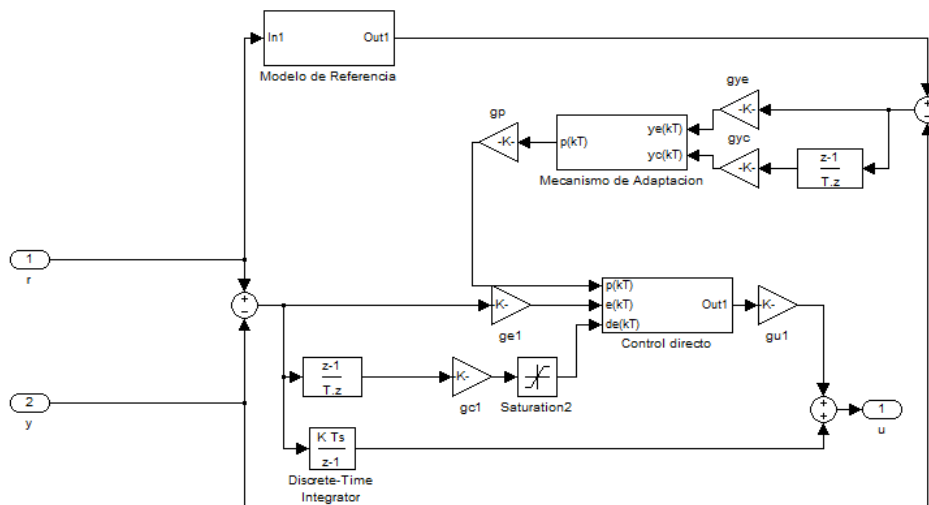 In1
Out1
Modelo de Referencia
gye
-K-
gp
-K-
p(kT)
ye(kT)
yc(kT)
gyc
-K-
z-1
T.z
Mecanismo de Adaptacion
+
−
1
r
+
−
K-
ge1
p(kT)
e(kT)
de(kT)
Out1
Control directo
K-
gu1
z-1
T.z
K-
gc1
Saturation2
2
y
K Ts
z-1
Discrete-Time
Integrator
+
+
1
u